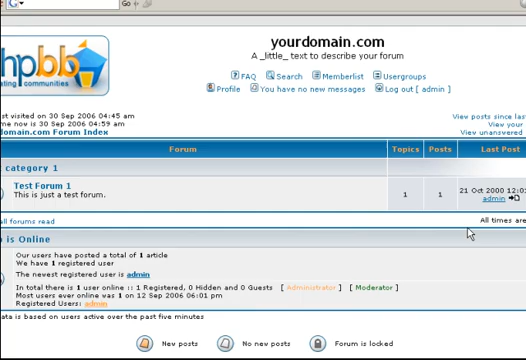 G
Go
yourdomain.com
A _little_ text to describe your forum
phpBB
ating communities
FAQ Search Memberlist Usergroups
Profile You have no new messages Log out [ admin ]
st visited on 30 Sep 2006 04:45 am
me now is 30 Sep 2006 04:59 am
domain.com Forum Index
View posts since las
View your
View unanswered
Forum Topics Posts Last Post
category 1
Test Forum 1
This is just a test forum.
1 1 21 Oct 2000 12:01
admin
all forums read
All times are
is Online
Our users have posted a total of 1 article
We have 1 registered user
The newest registered user is admin
In total there is 1 user online :: 1 Registered, 0 Hidden and 0 Guests [ Administrator ] [ Moderator ]
Most users ever online was 1 on 12 Sep 2006 06:01 pm
Registered Users: admin
ata is based on users active over the past five minutes
New posts No new posts Forum is locked